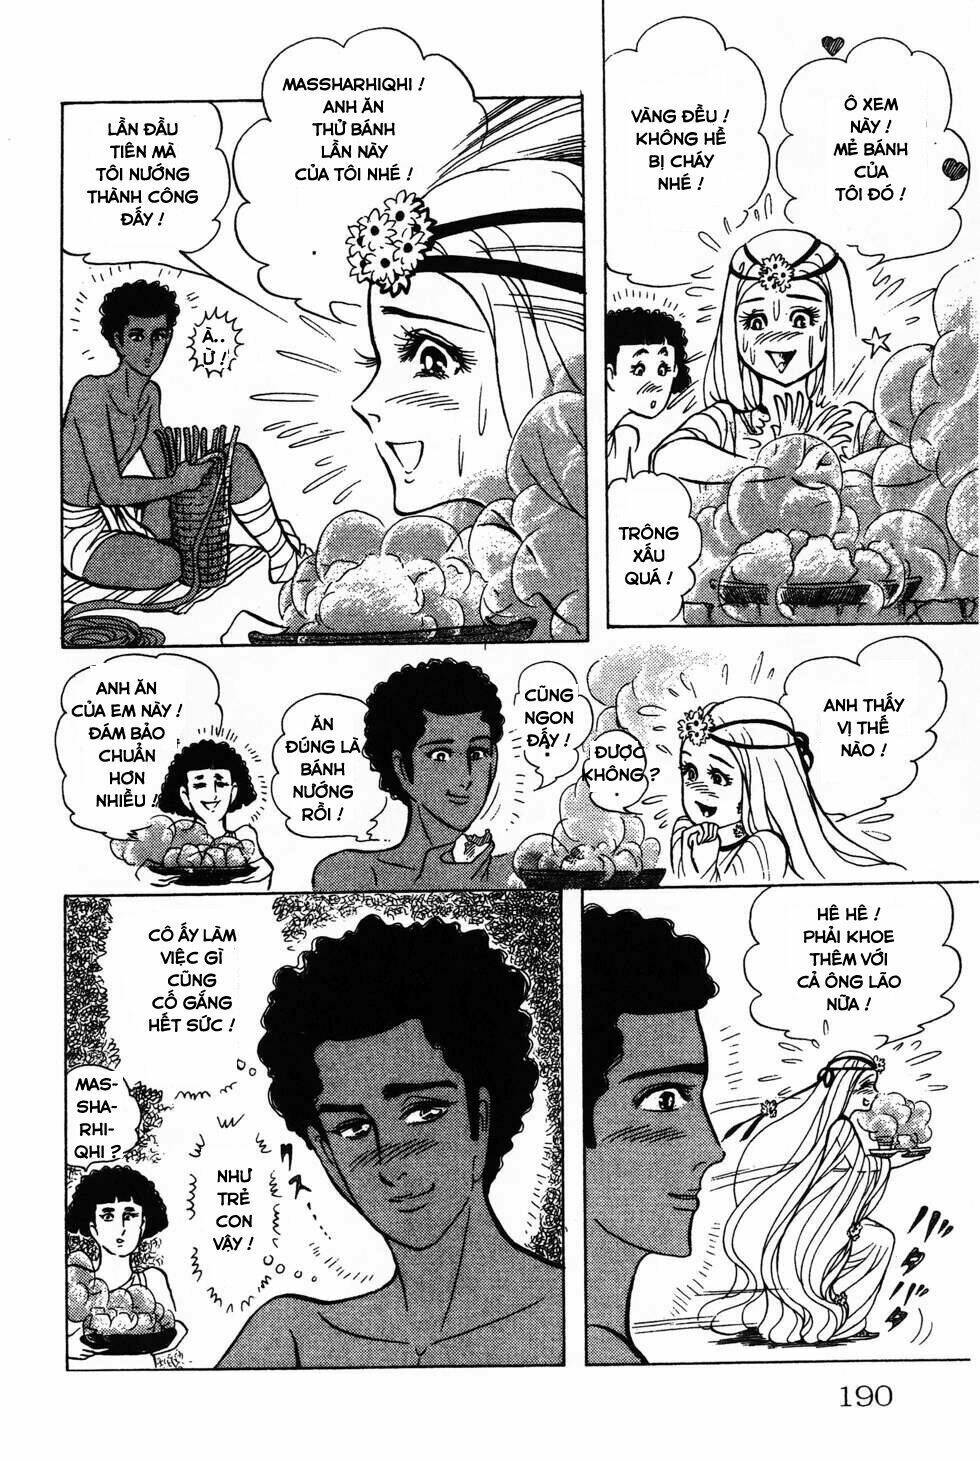 Ô XEM
NÀY!
MẺ BÁNH
CỦA
TÔI ĐÓ!
VÀNG ĐỀU!
KHÔNG HỀ
BỊ CHÁY
NHÉ!
TRÔNG
XẤU
QUÁ!
MASSHARHIQHI!
ANH ĂN
THỬ BÁNH
LẦN NÀY
CỦA TÔI NHÉ!
LẦN ĐẦU
TIÊN MÀ
TÔI NƯỚNG
THÀNH CÔNG
ĐẤY!
À..
Ừ!
ANH THẤY
VỊ THẾ
NÀO!
ĐƯỢC
KHÔNG?
CŨNG
NGON
ĐẤY!
ĂN
ĐÚNG LÀ
BÁNH
NƯỚNG
RỒI!
ANH ĂN
CỦA EM NÀY!
ĐẢM BẢO
CHUẨN
HƠN
NHIỀU!
HÊ HÊ!
PHẢI KHOE
THÊM VỚI
CẢ ÔNG LÃO
NỮA!
CÔ ẤY LÀM
VIỆC GÌ
CŨNG
CỐ GẮNG
HẾT SỨC!
NHƯ
TRẺ
CON
VẬY!
クス
MAS-
SHA-
RHI-
QHI?
190